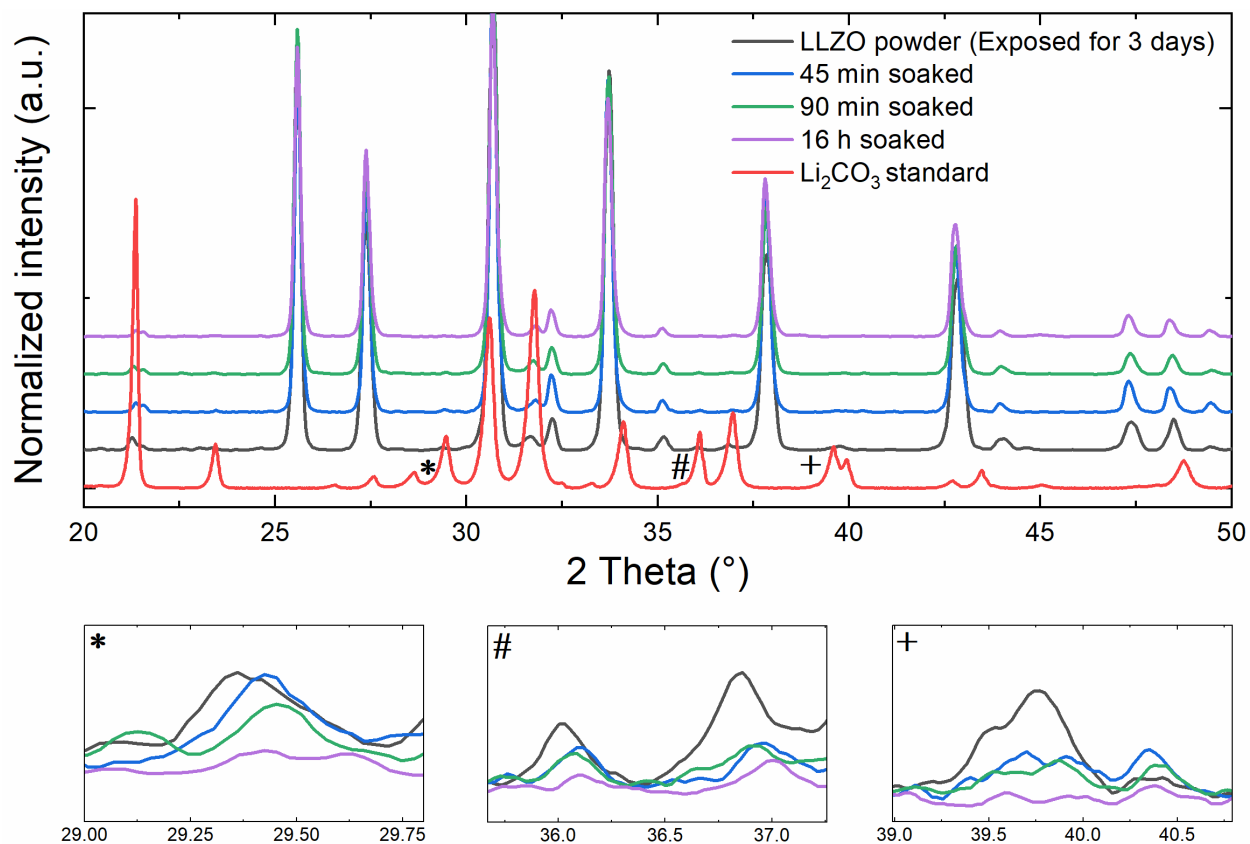 Normalized intensity (a.u.)
LLZO powder (Exposed for 3 days)
45 min soaked
90 min soaked
16 h soaked
Li₂CO₃ standard
* # +
20 25 30 35 40 45 50
2 Theta (°)
* # +
29.00 29.25 29.50 29.75 36.0 36.5 37.0 39.0 39.5 40.0 40.5